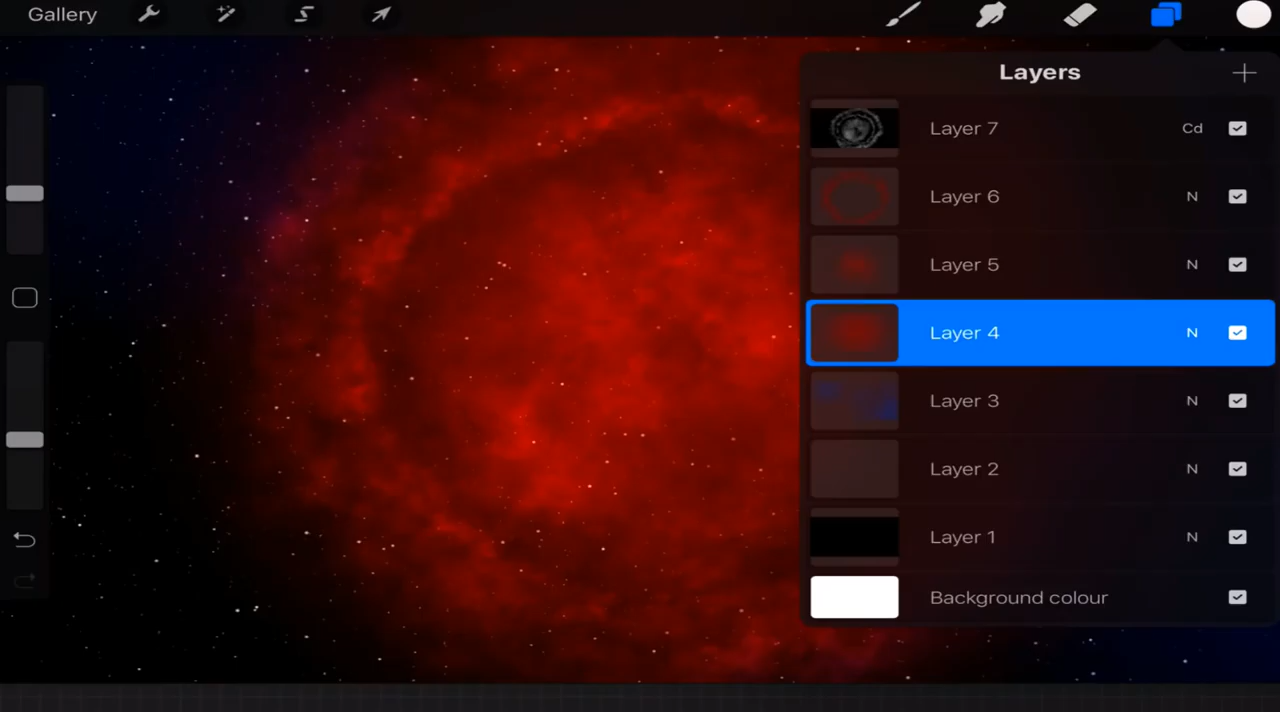 Gallery
Layers
Layer 7 Cd
Layer 6 N
Layer 5 N
Layer 4 N
Layer 3 N
Layer 2 N
Layer 1 N
Background colour